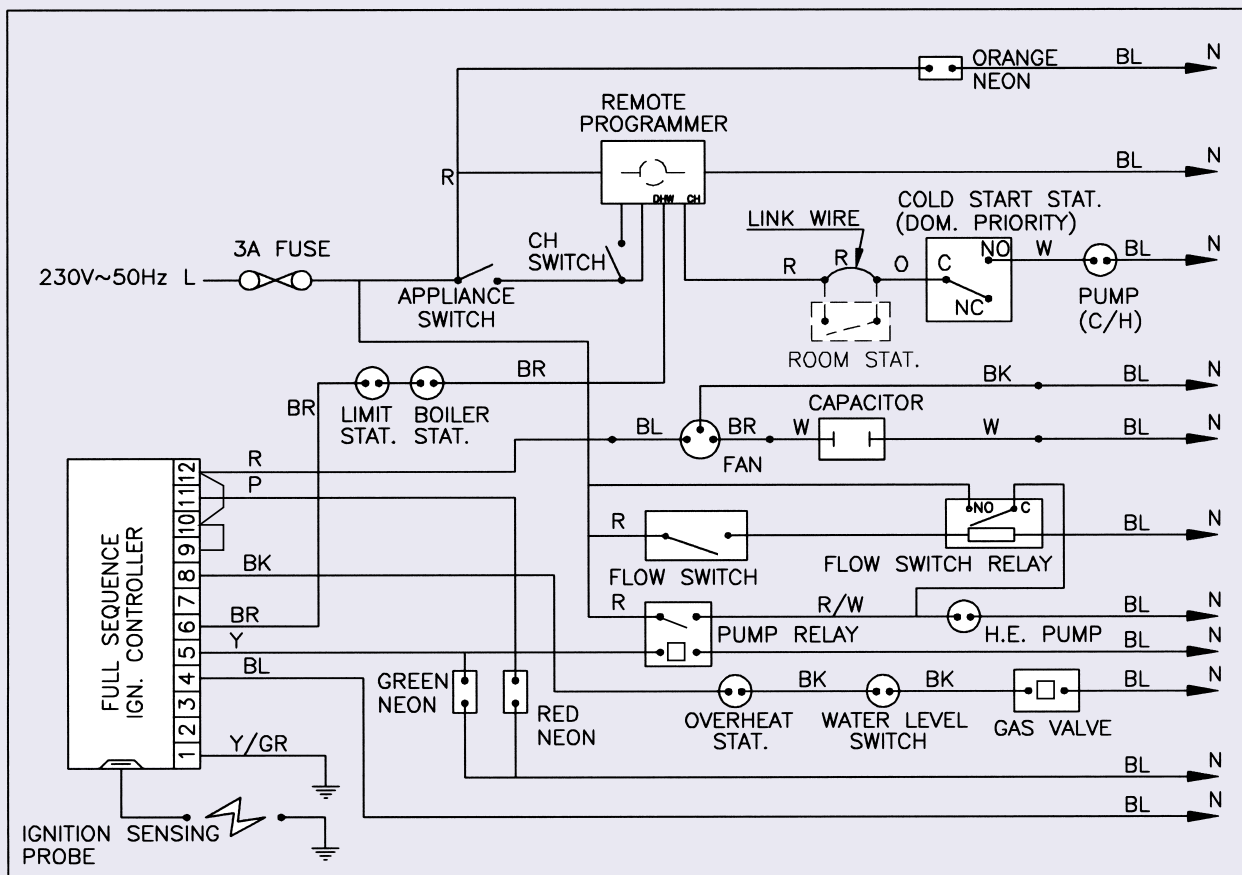 ORANGE
NEON
BL
N
REMOTE
PROGRAMMER
DHW
CH
R
BL
N
COLD START STAT.
(DOM. PRIORITY)
LINK WIRE
3A FUSE
CH
SWITCH
230V~50Hz L
APPLIANCE
SWITCH
R
R
O
C
NO
NC
W
BL
N
PUMP
(C/H)
ROOM STAT.
BR
BR
LIMIT
STAT.
BOILER
STAT.
BK
BL
N
CAPACITOR
BL
BR
W
W
BL
N
FAN
FULL SEQUENCE
IGN. CONTROLLER
12
11
10
9
8
7
6
5
4
3
2
1
R
P
BK
BR
Y
BL
Y/GR
NO
C
R
BL
N
FLOW SWITCH
FLOW SWITCH RELAY
R
R/W
BL
N
PUMP RELAY
H.E. PUMP
BL
N
GREEN
NEON
RED
NEON
BK
BK
BL
N
OVERHEAT
STAT.
WATER LEVEL
SWITCH
GAS VALVE
BL
N
BL
N
IGNITION SENSING
PROBE